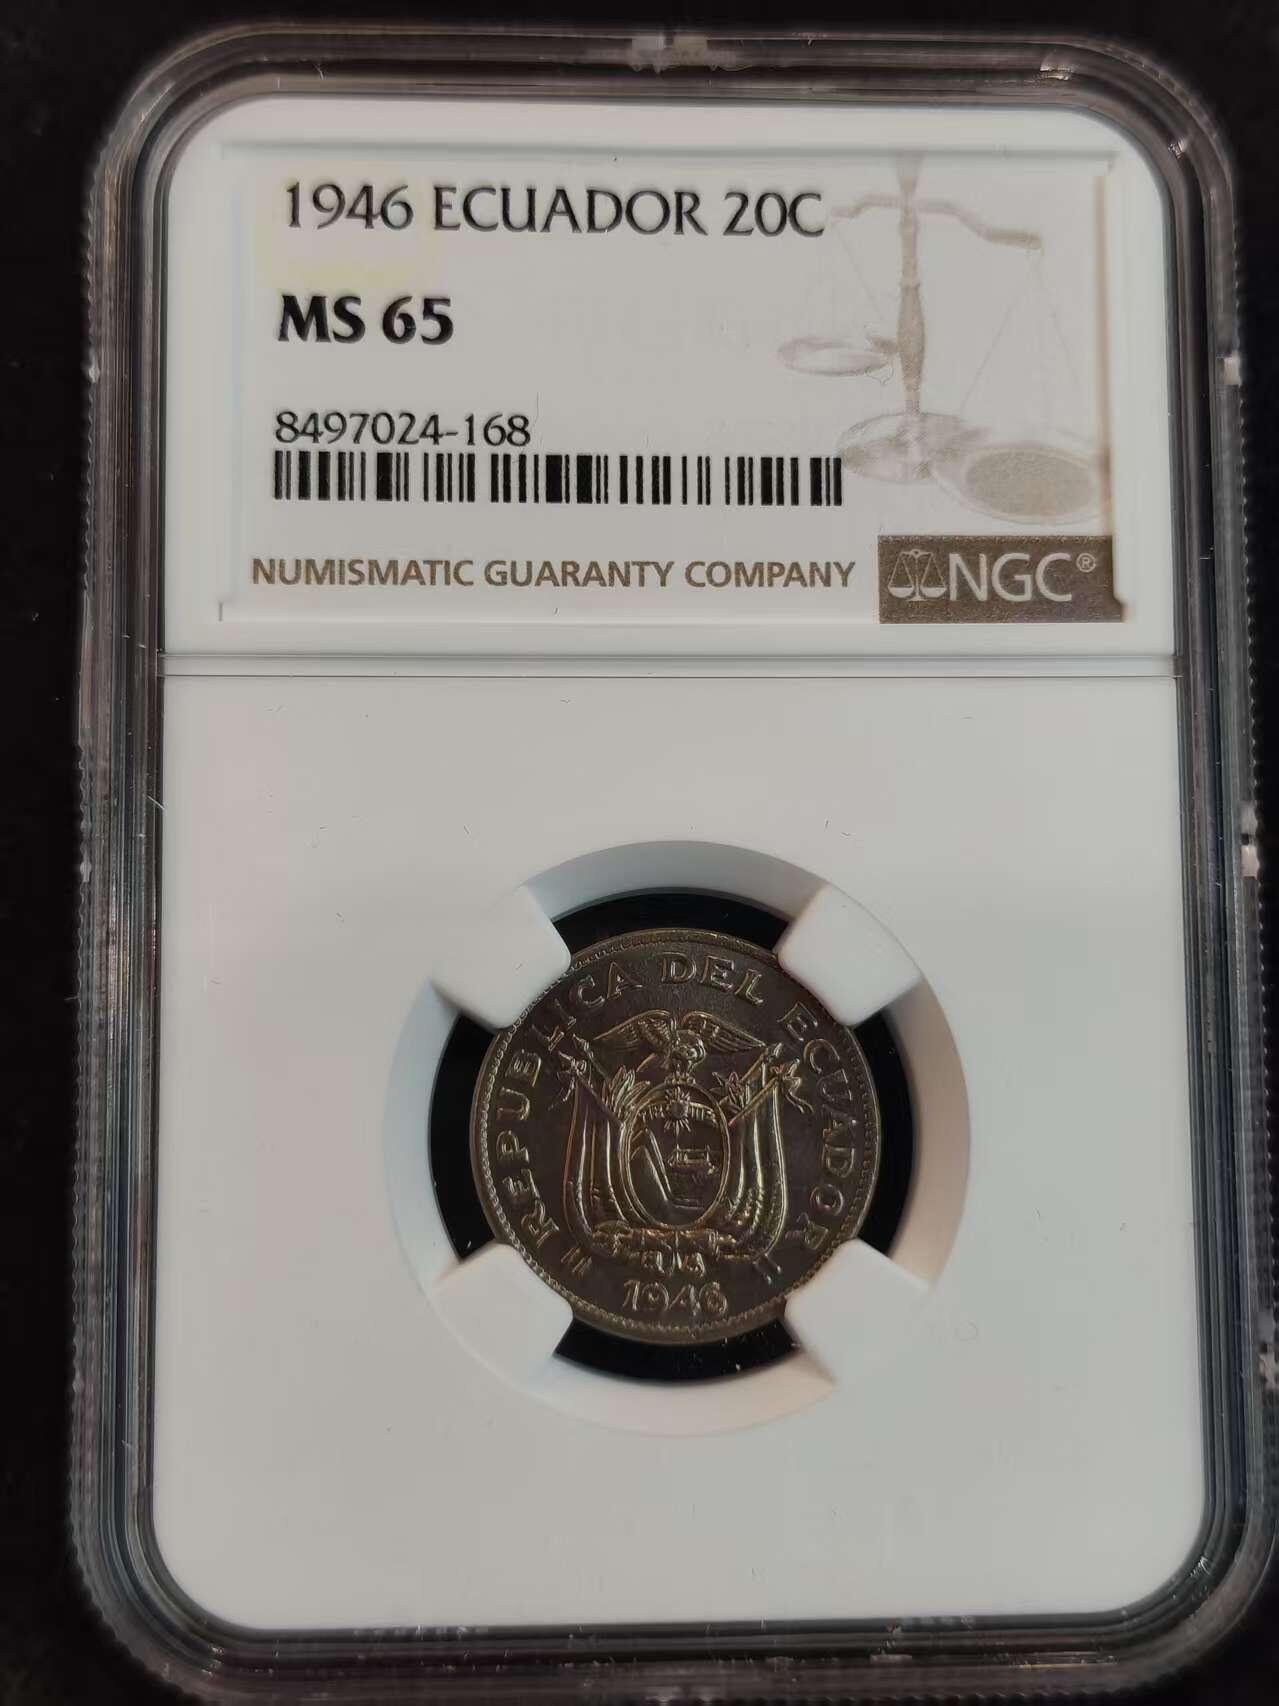 1946 ECUADOR 20C
MS 65
8497024-168
NUMISMATIC GUARANTY COMPANY
NGC®
REPUBLICA DEL ECUADOR
1946